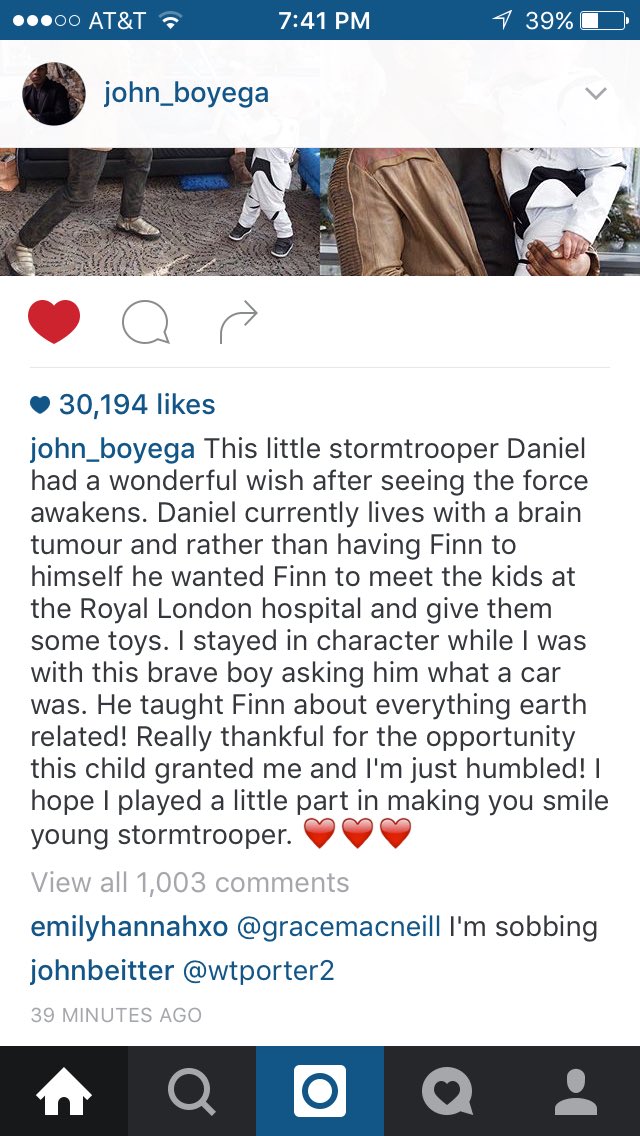 AT&T 7:41 PM 39%
john_boyega
30,194 likes
john_boyega This little stormtrooper Daniel
had a wonderful wish after seeing the force
awakens. Daniel currently lives with a brain
tumour and rather than having Finn to
himself he wanted Finn to meet the kids at
the Royal London hospital and give them
some toys. I stayed in character while I was
with this brave boy asking him what a car
was. He taught Finn about everything earth
related! Really thankful for the opportunity
this child granted me and I'm just humbled! I
hope I played a little part in making you smile
young stormtrooper. ❤️❤️❤️
View all 1,003 comments
emilyhannahxo @gracemacneill I'm sobbing
johnbeitter @wtporter2
39 MINUTES AGO